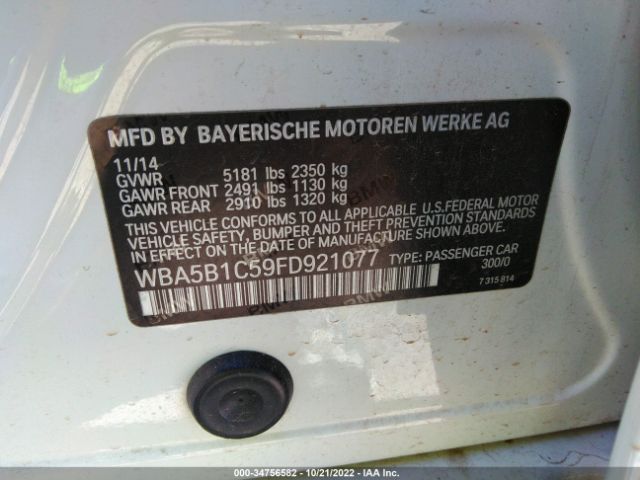 MFD BY BAYERISCHE MOTOREN WERKE AG
11/14
GVWR 5181 lbs 2350 kg
GAWR FRONT 2491 lbs 1130 kg
GAWR REAR 2910 lbs 1320 kg
THIS VEHICLE CONFORMS TO ALL APPLICABLE U.S.FEDERAL MOTOR
VEHICLE SAFETY, BUMPER AND THEFT PREVENTION STANDARDS
IN EFFECT ON THE DATE OF MANUFACTURE SHOWN ABOVE.
WBA5B1C59FD921077 TYPE: PASSENGER CAR
300/0
7 315 814
000-34756582 - 10/21/2022 - IAA Inc.